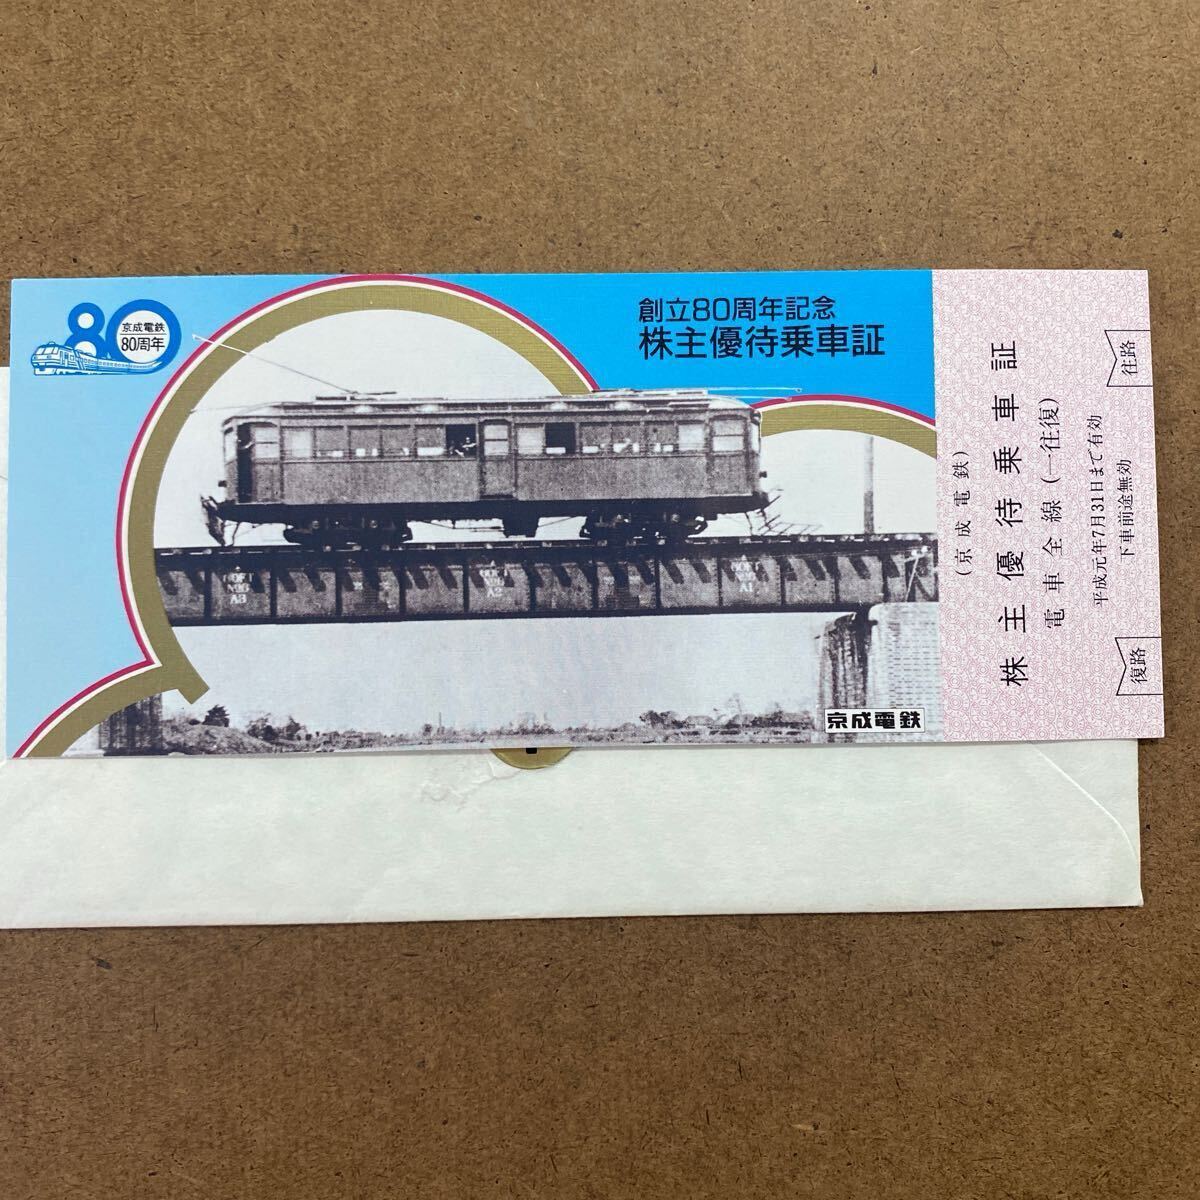 京成電鉄
80周年
創立80周年記念
株主優待乗車証
A3
A2
A1
京成電鉄
(京成電鉄)
株主優待乗車証
電車全線(一往復)
平成元年7月31日まで有効
下車前途無効
往路
復路